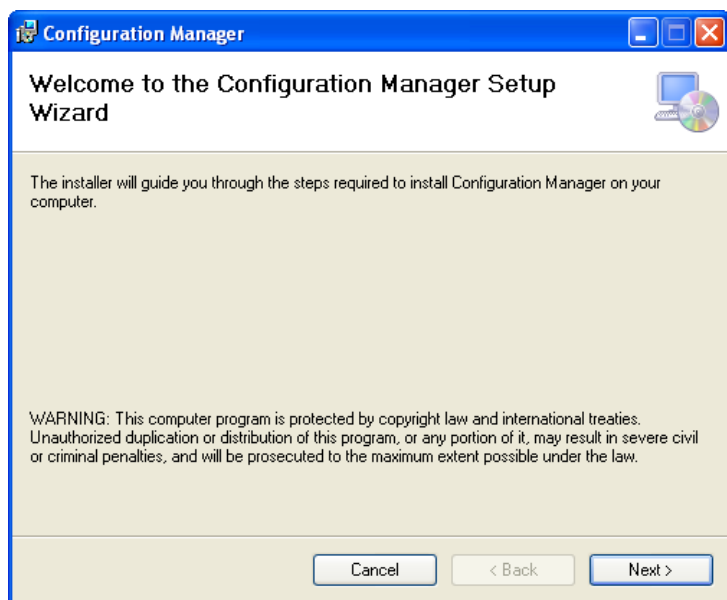 Configuration Manager
Welcome to the Configuration Manager Setup
Wizard
The installer will guide you through the steps required to install Configuration Manager on your
computer.
WARNING: This computer program is protected by copyright law and international treaties.
Unauthorized duplication or distribution of this program, or any portion of it, may result in severe civil
or criminal penalties, and will be prosecuted to the maximum extent possible under the law.
Cancel < Back Next >